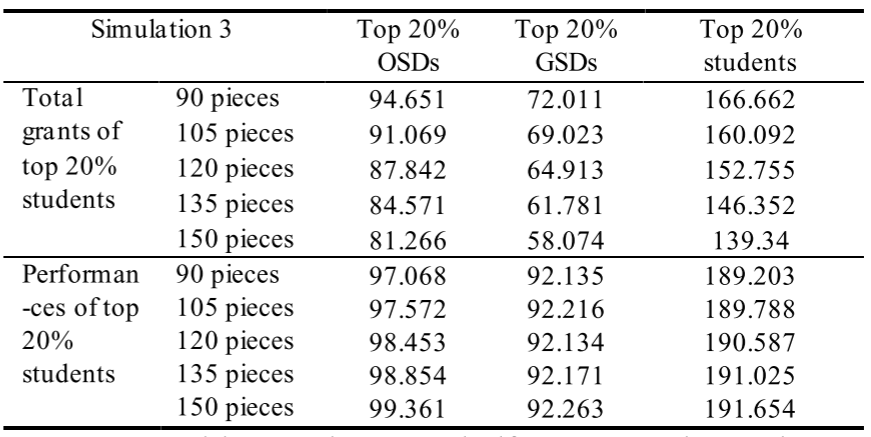 Simulation 3 Top 20% OSDs Top 20% GSDs Top 20% students
Total grants of top 20% students
90 pieces 94.651 72.011 166.662
105 pieces 91.069 69.023 160.092
120 pieces 87.842 64.913 152.755
135 pieces 84.571 61.781 146.352
150 pieces 81.266 58.074 139.34
Performan-ces of top 20% students
90 pieces 97.068 92.135 189.203
105 pieces 97.572 92.216 189.788
120 pieces 98.453 92.134 190.587
135 pieces 98.854 92.171 191.025
150 pieces 99.361 92.263 191.654